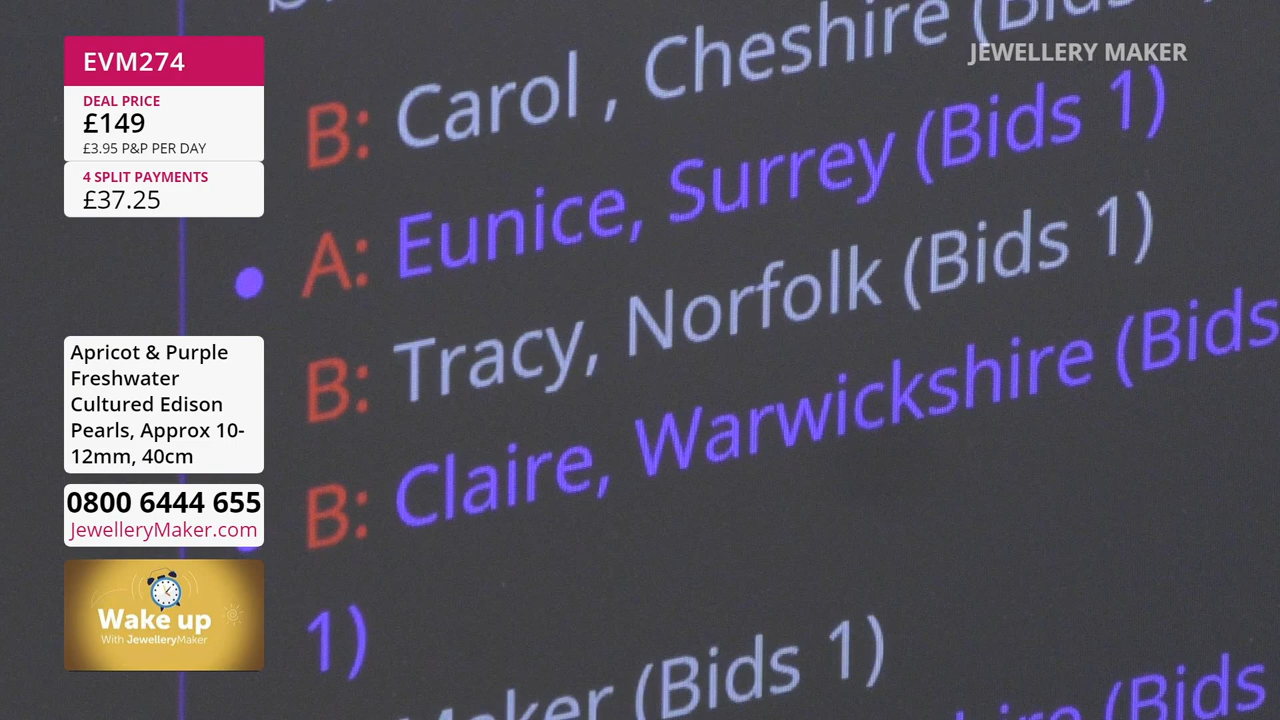 EVM274
DEAL PRICE
£149
£3.95 P&P PER DAY
4 SPLIT PAYMENTS
£37.25
Apricot & Purple
Freshwater
Cultured Edison
Pearls, Approx 10-
12mm, 40cm
0800 6444 655
JewelleryMaker.com
Wake up
With JewelleryMaker
JEWELLERY MAKER
B: Carol , Cheshire (Bids
A: Eunice, Surrey (Bids 1)
B: Tracy, Norfolk (Bids 1)
B: Claire, Warwickshire (Bids
1)
(Bids 1)
(Bids